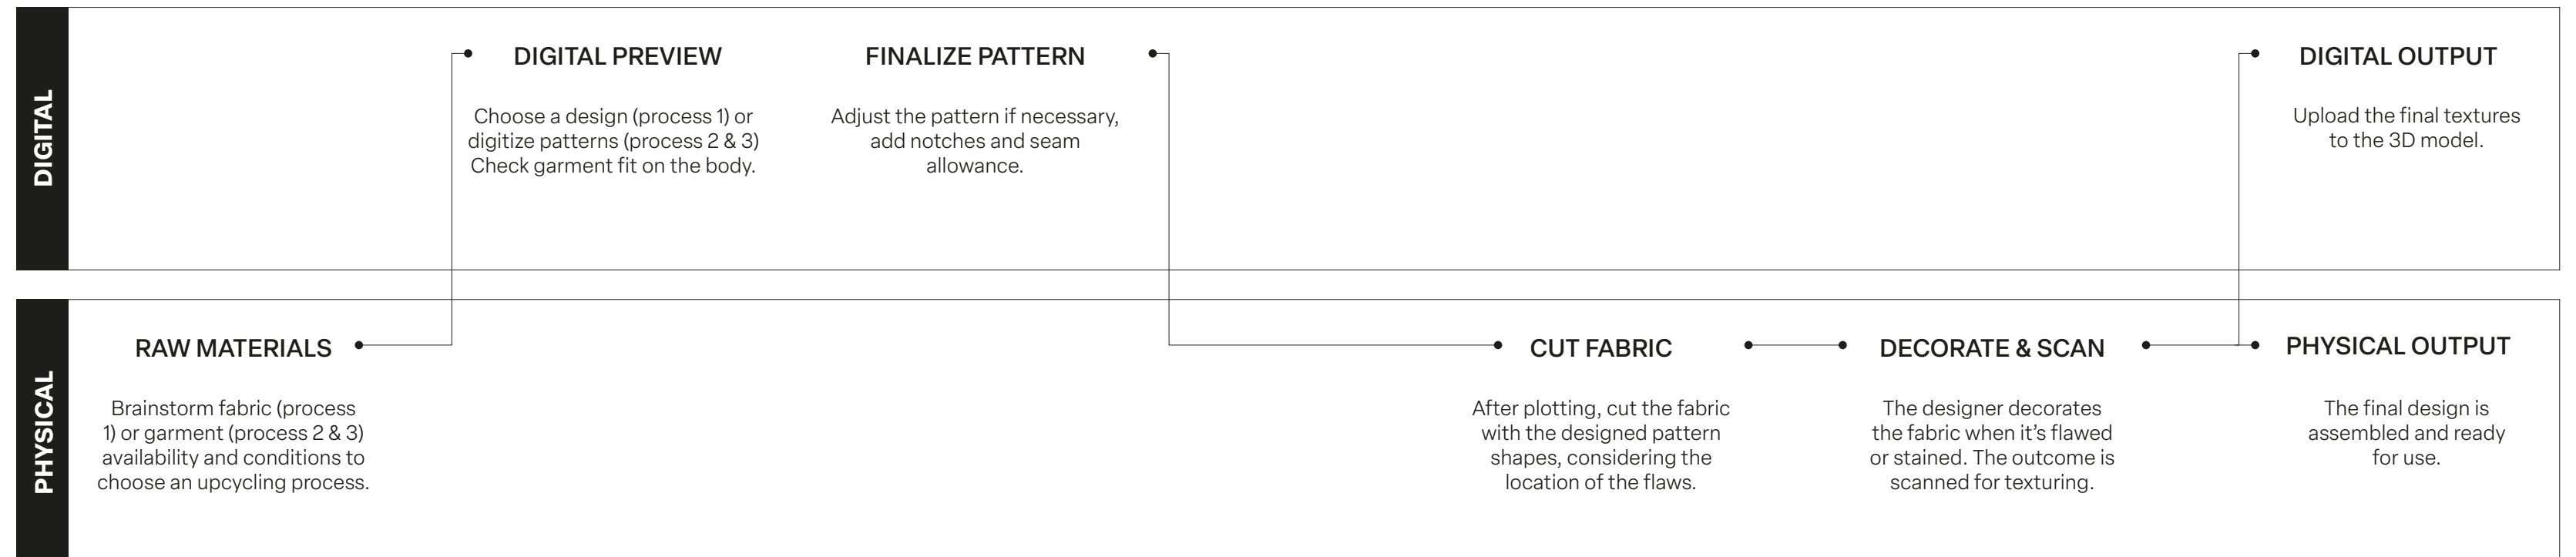 DIGITAL
DIGITAL PREVIEW
Choose a design (process 1) or
digitize patterns (process 2 & 3)
Check garment fit on the body.
FINALIZE PATTERN
Adjust the pattern if necessary,
add notches and seam
allowance.
DIGITAL OUTPUT
Upload the final textures
to the 3D model.
PHYSICAL
RAW MATERIALS
Brainstorm fabric (process
1) or garment (process 2 & 3)
availability and conditions to
choose an upcycling process.
CUT FABRIC
After plotting, cut the fabric
with the designed pattern
shapes, considering the
location of the flaws.
DECORATE & SCAN
The designer decorates
the fabric when it’s flawed
or stained. The outcome is
scanned for texturing.
PHYSICAL OUTPUT
The final design is
assembled and ready
for use.